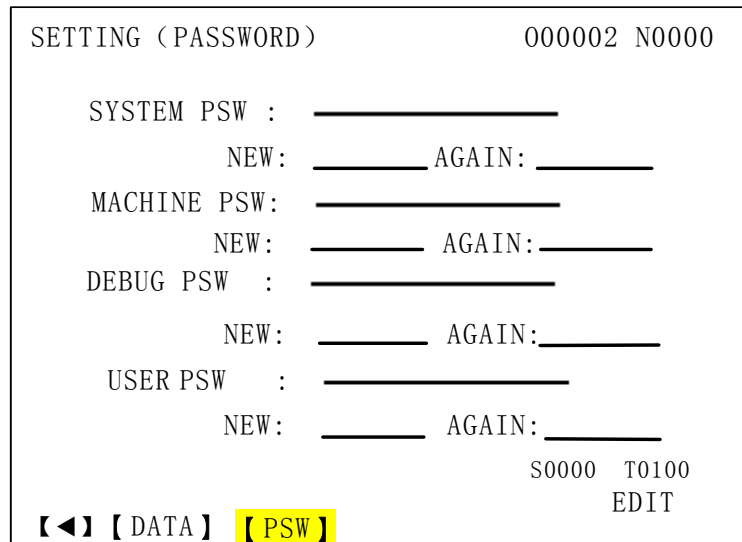 SETTING（PASSWORD） O00002 N0000
SYSTEM PSW :
NEW: AGAIN:
MACHINE PSW:
NEW: AGAIN:
DEBUG PSW :
NEW: AGAIN:
USER PSW :
NEW: AGAIN:
S0000 T0100
EDIT
【◀】【DATA】【PSW】